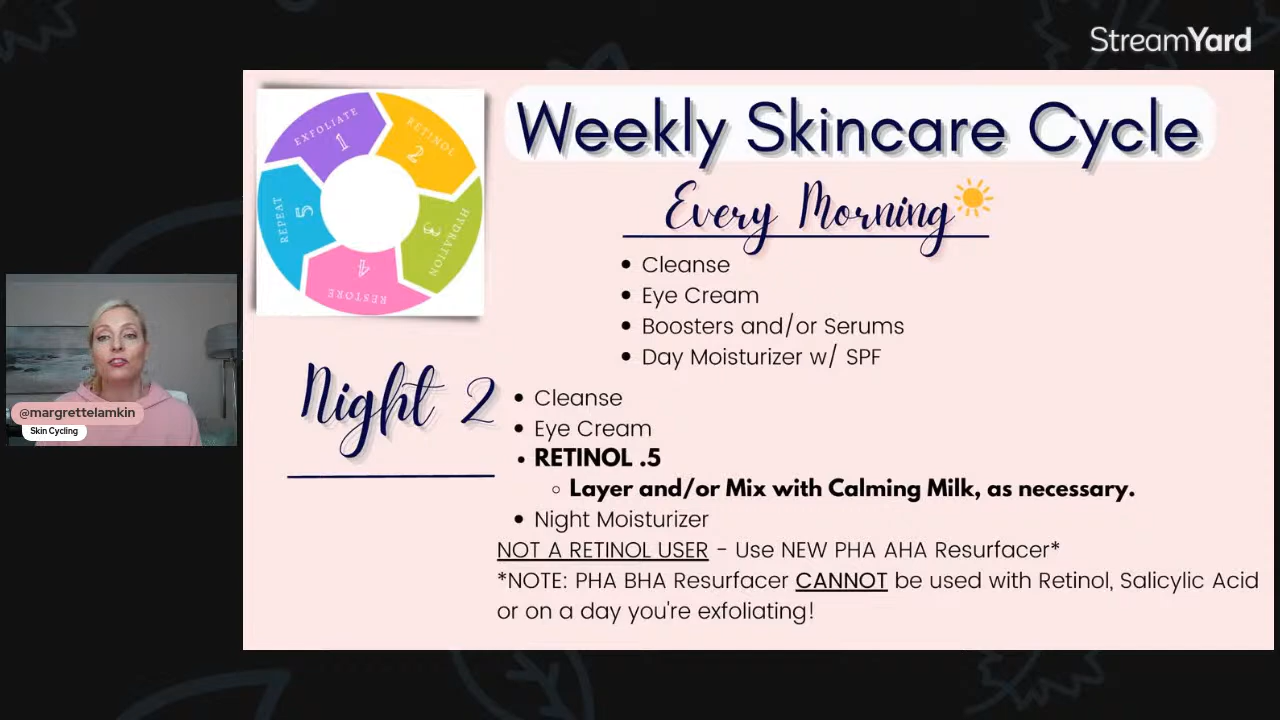 StreamYard
Weekly Skincare Cycle
EXFOLIATE
1
RETINOL
2
HYDRATION
3
RESTORE
4
REPEAT
5
Every Morning
• Cleanse
• Eye Cream
• Boosters and/or Serums
• Day Moisturizer w/ SPF
Night 2
• Cleanse
• Eye Cream
• RETINOL .5
◦ Layer and/or Mix with Calming Milk, as necessary.
• Night Moisturizer
NOT A RETINOL USER - Use NEW PHA AHA Resurfacer*
*NOTE: PHA BHA Resurfacer CANNOT be used with Retinol, Salicylic Acid
or on a day you're exfoliating!
@margrettelamkin
Skin Cycling